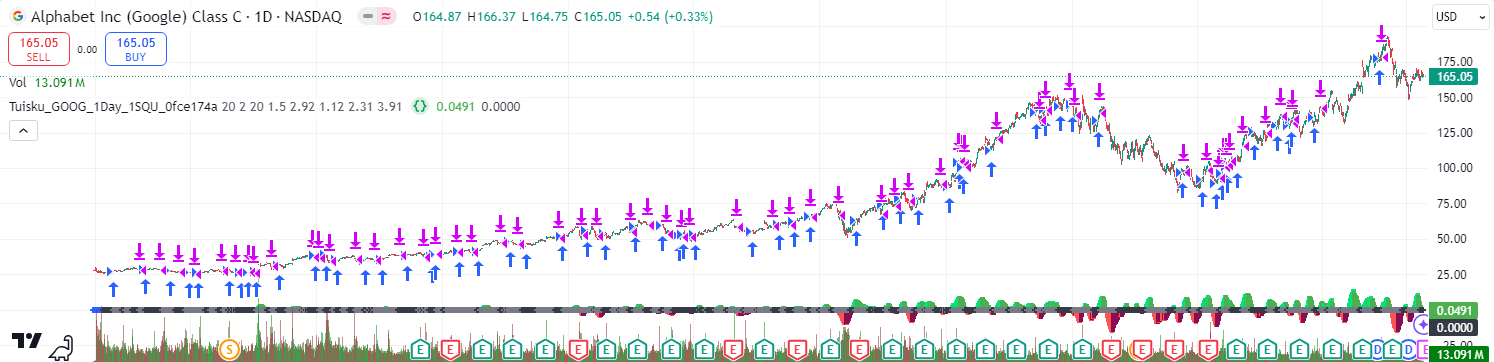 G Alphabet Inc (Google) Class C · 1D · NASDAQ O164.87 H166.37 L164.75 C165.05 +0.54 (+0.33%)
USD
165.05
SELL
0.00
165.05
BUY
Vol 13.091M
Tuisku_GOOG_1Day_1SQU_0fce174a 20 2 20 1.5 2.92 1.12 2.31 3.91 {} 0.0491 0.0000
175.00
165.05
150.00
125.00
100.00
75.00
50.00
25.00
0.0491
0.0000
13.091M
S E E E E E E E E E E E E E E E E E E E E E E E E E E E E E E E E D